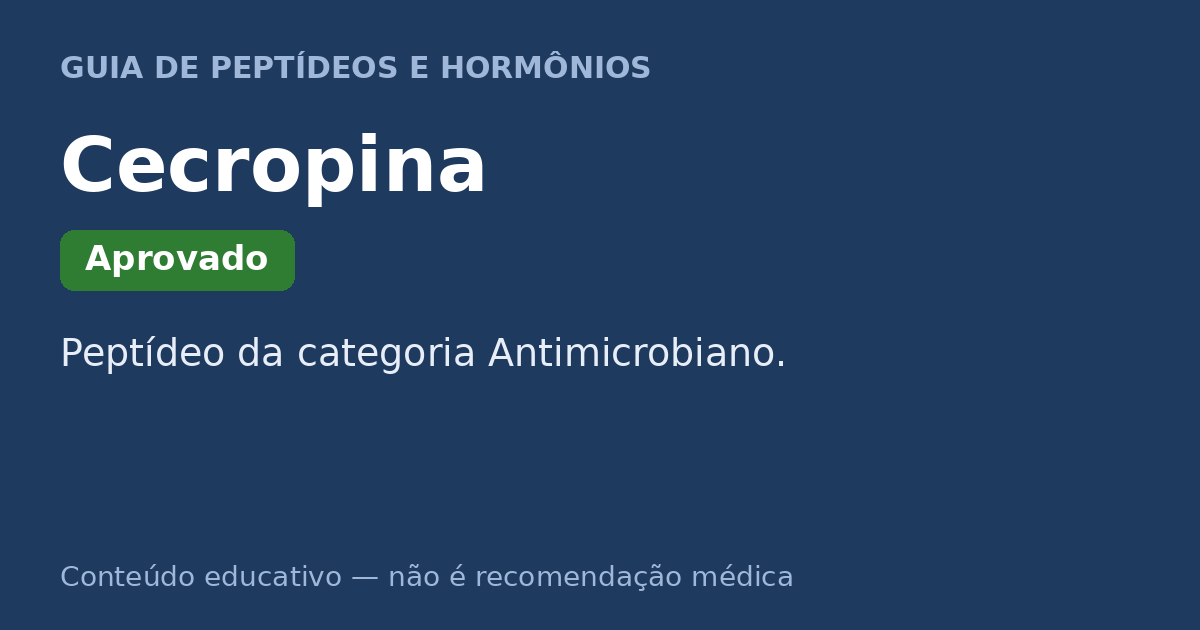 GUIA DE PEPTÍDEOS E HORMÔNIOS
Cecropina
Aprovado
Peptídeo da categoria Antimicrobiano.
Conteúdo educativo — não é recomendação médica